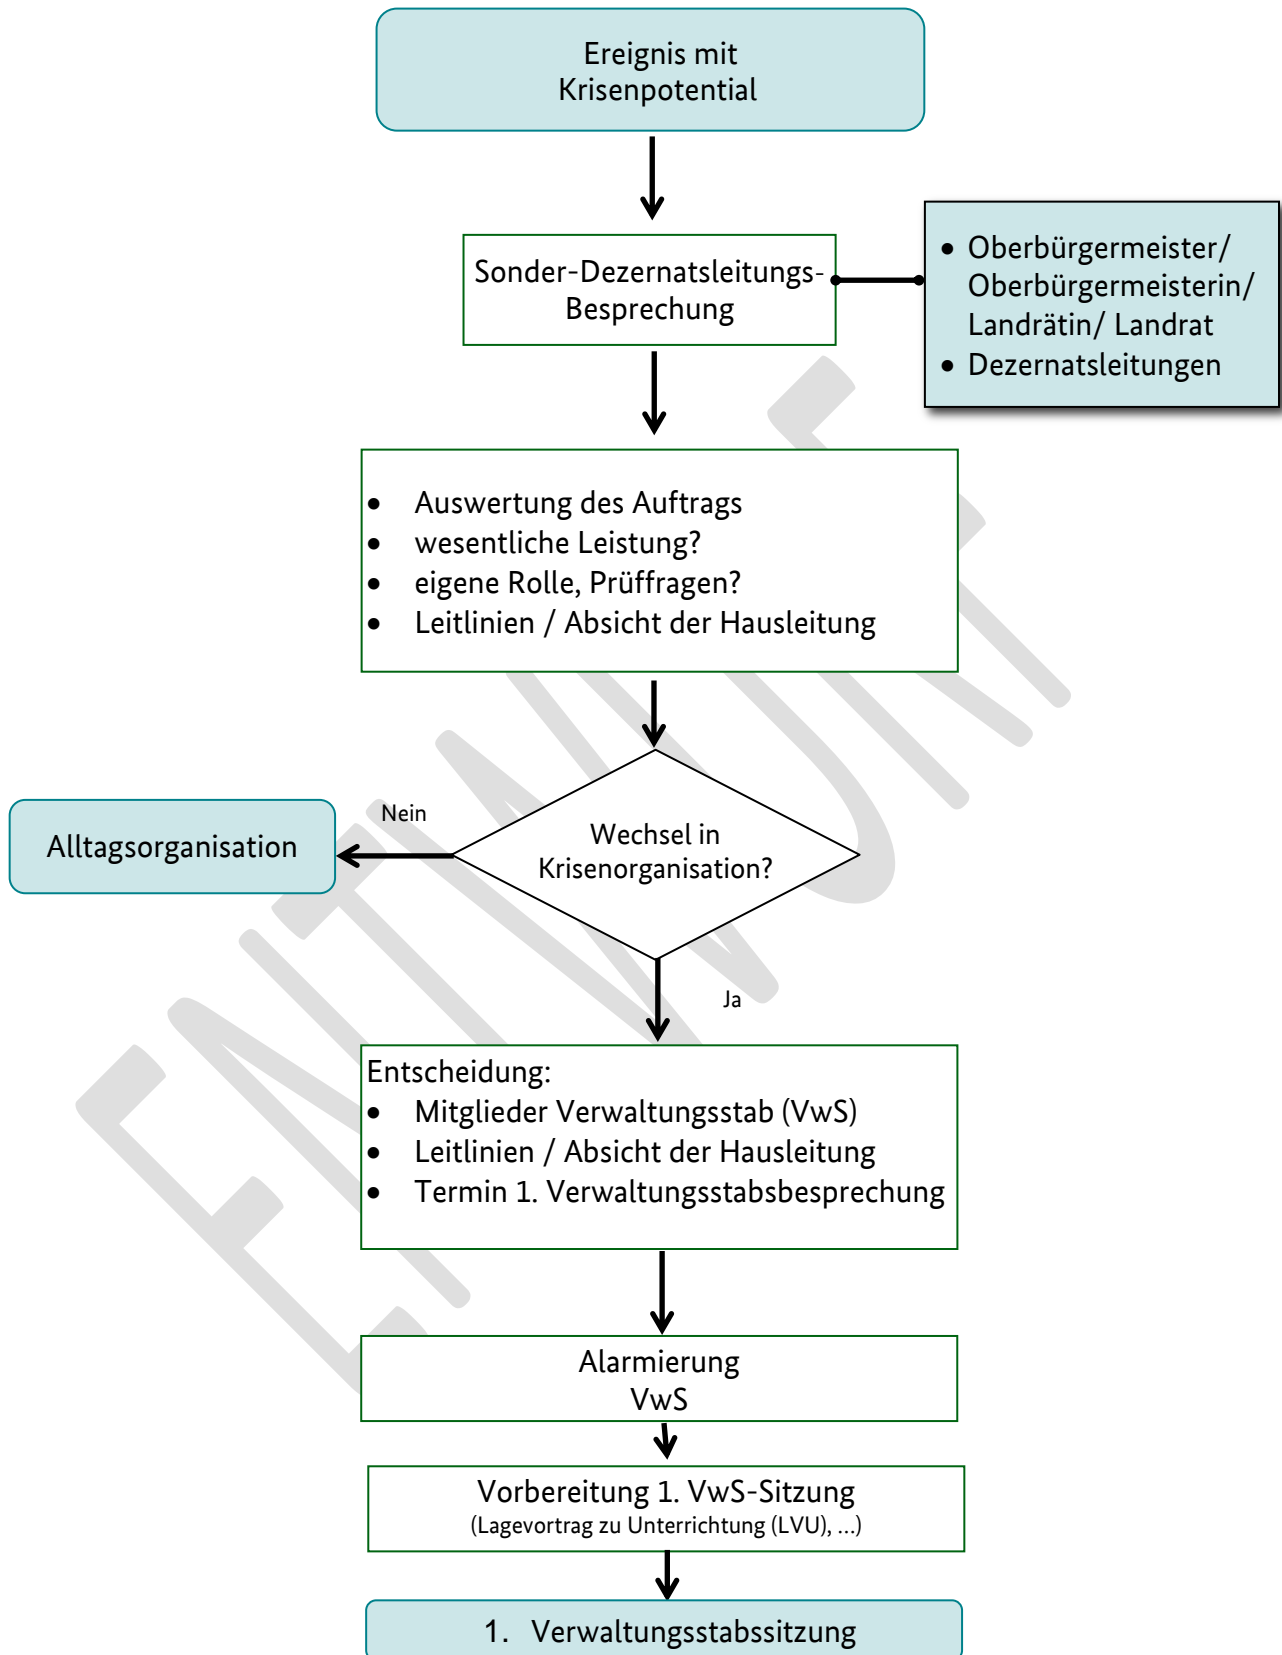 Ereignis mit
Krisenpotential
Sonder-Dezernatsleitungs-
Besprechung
• Oberbürgermeister/
Oberbürgermeisterin/
Landrätin/ Landrat
• Dezernatsleitungen
• Auswertung des Auftrags
• wesentliche Leistung?
• eigene Rolle, Prüffragen?
• Leitlinien / Absicht der Hausleitung
Wechsel in
Krisenorganisation?
Nein
Alltagsorganisation
Ja
Entscheidung:
• Mitglieder Verwaltungsstab (VwS)
• Leitlinien / Absicht der Hausleitung
• Termin 1. Verwaltungsstabsbesprechung
Alarmierung
VwS
Vorbereitung 1. VwS-Sitzung
(Lagevortrag zu Unterrichtung (LVU), ...)
1. Verwaltungsstabssitzung
ENTWURF